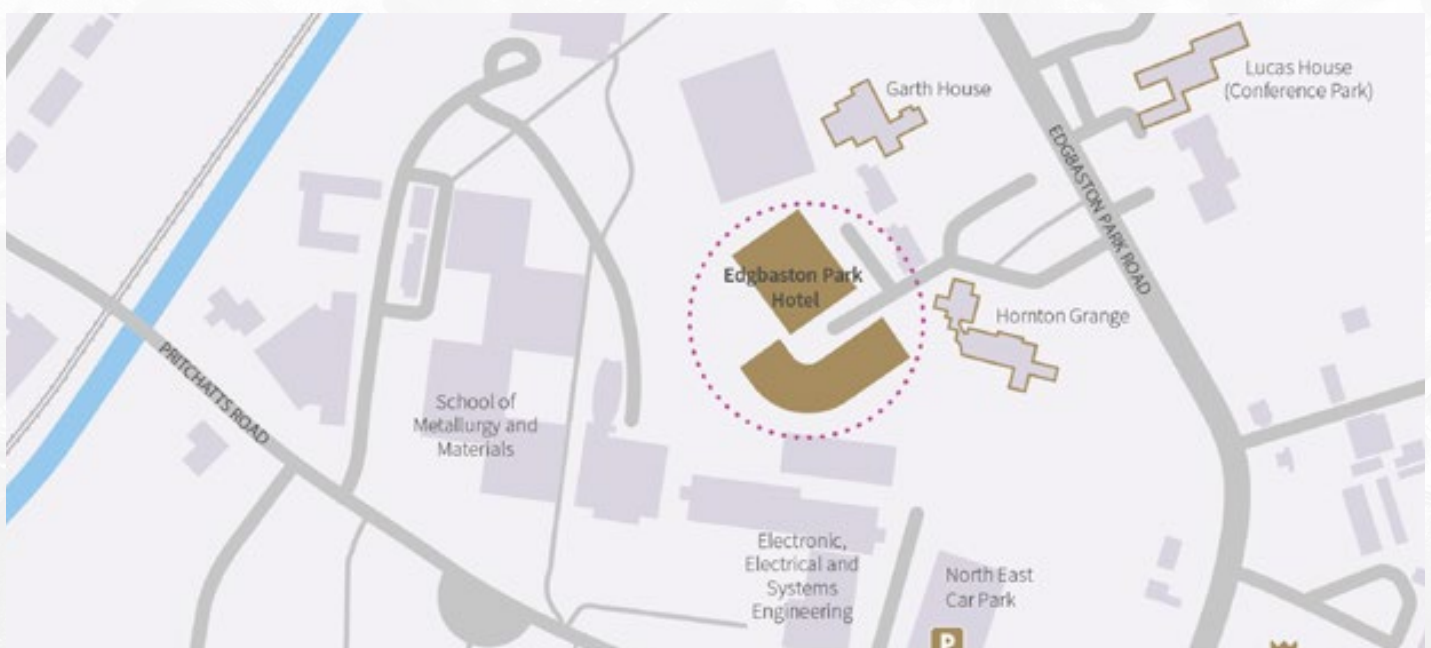 Garth House
Lucas House
(Conference Park)
EDGBASTON PARK ROAD
Edgbaston Park
Hotel
Hornton Grange
PRITCHATTS ROAD
School of
Metallurgy and
Materials
Electronic,
Electrical and
Systems
Engineering
North East
Car Park
P